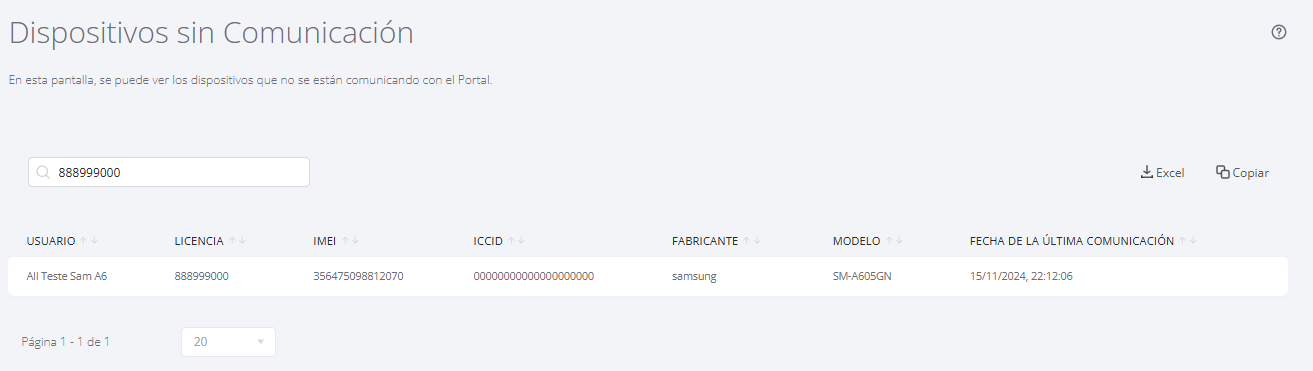 Dispositivos sin Comunicación
En esta pantalla, se puede ver los dispositivos que no se están comunicando con el Portal.
888999000
Excel Copiar
USUARIO LICENCIA IMEI ICCID FABRICANTE MODELO FECHA DE LA ÚLTIMA COMUNICACIÓN
All Teste Sam A6 888999000 356475098812070 00000000000000000000 samsung SM-A605GN 15/11/2024, 22:12:06
Página 1 - 1 de 1 20